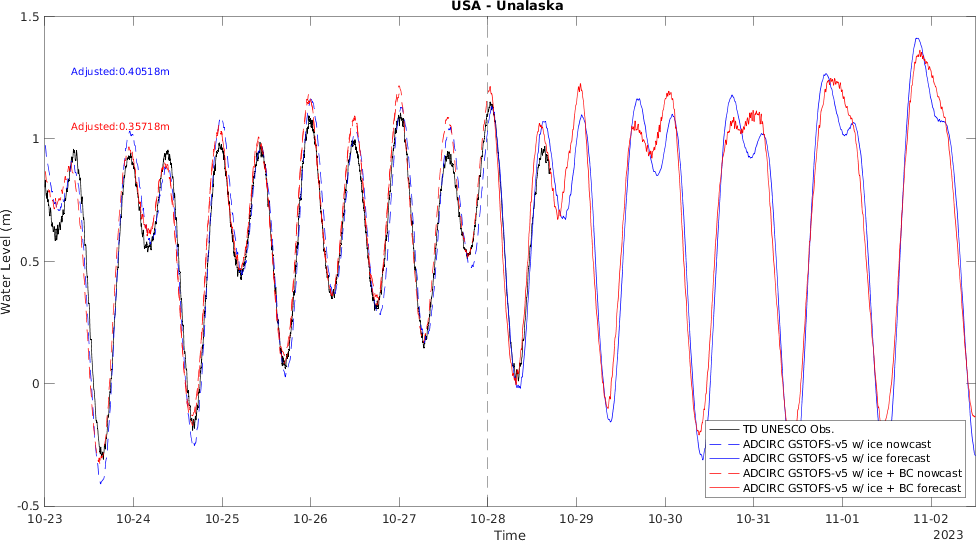 USA - Unalaska
1.5
Adjusted:0.40518m
Adjusted:0.35718m
1
0.5
0
-0.5
Water Level (m)
10-23 10-24 10-25 10-26 10-27 10-28 10-29 10-30 10-31 11-01 11-02
Time
2023
TD UNESCO Obs.
ADCIRC GSTOFS-v5 w/ ice nowcast
ADCIRC GSTOFS-v5 w/ ice forecast
ADCIRC GSTOFS-v5 w/ ice + BC nowcast
ADCIRC GSTOFS-v5 w/ ice + BC forecast